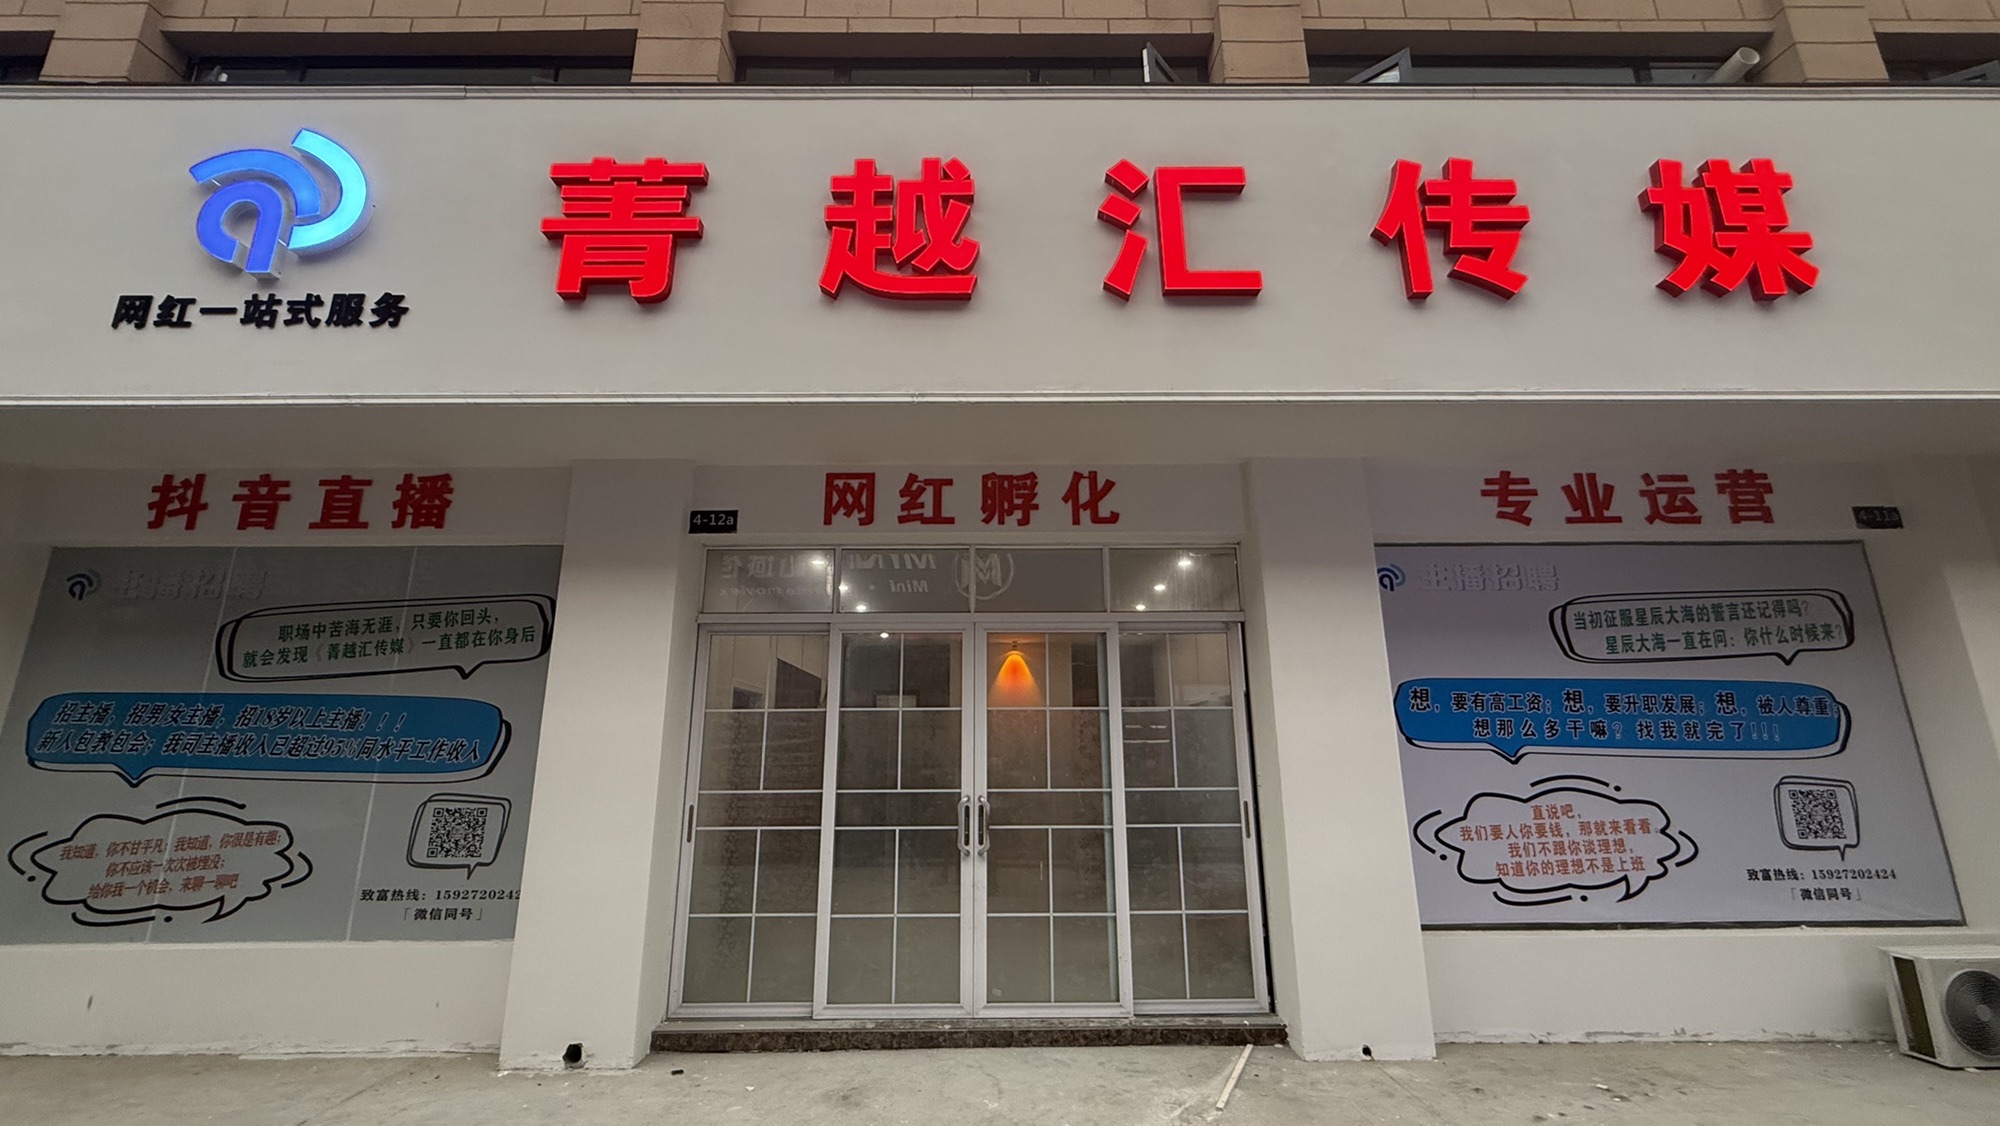 菁越汇传媒
网红一站式服务
抖音直播
网红孵化
专业运营
4-12a
4-11a
主播招聘
职场中苦海无涯，只要你回头，
就会发现《菁越汇传媒》一直都在你身后
招主播，招男/女主播，招18岁以上主播！！！
新人包教包会；我司主播收入已超过95%同水平工作收入
我知道，你不甘平凡；我知道，你很是有趣；
你不应该一次次被埋没；
给你我一个机会，来聊一聊吧
致富热线：1592720242
「微信同号」
Mini
主播招聘
当初征服星辰大海的誓言还记得吗？
星辰大海一直在问：你什么时候来？
想，要有高工资；想，要升职发展；想，被人尊重；
想那么多干嘛？找我就完了!!!
直说吧，
我们要人你要钱，那就来看看。
我们不跟你谈理想，
知道你的理想不是上班
致富热线：15927202424
「微信同号」